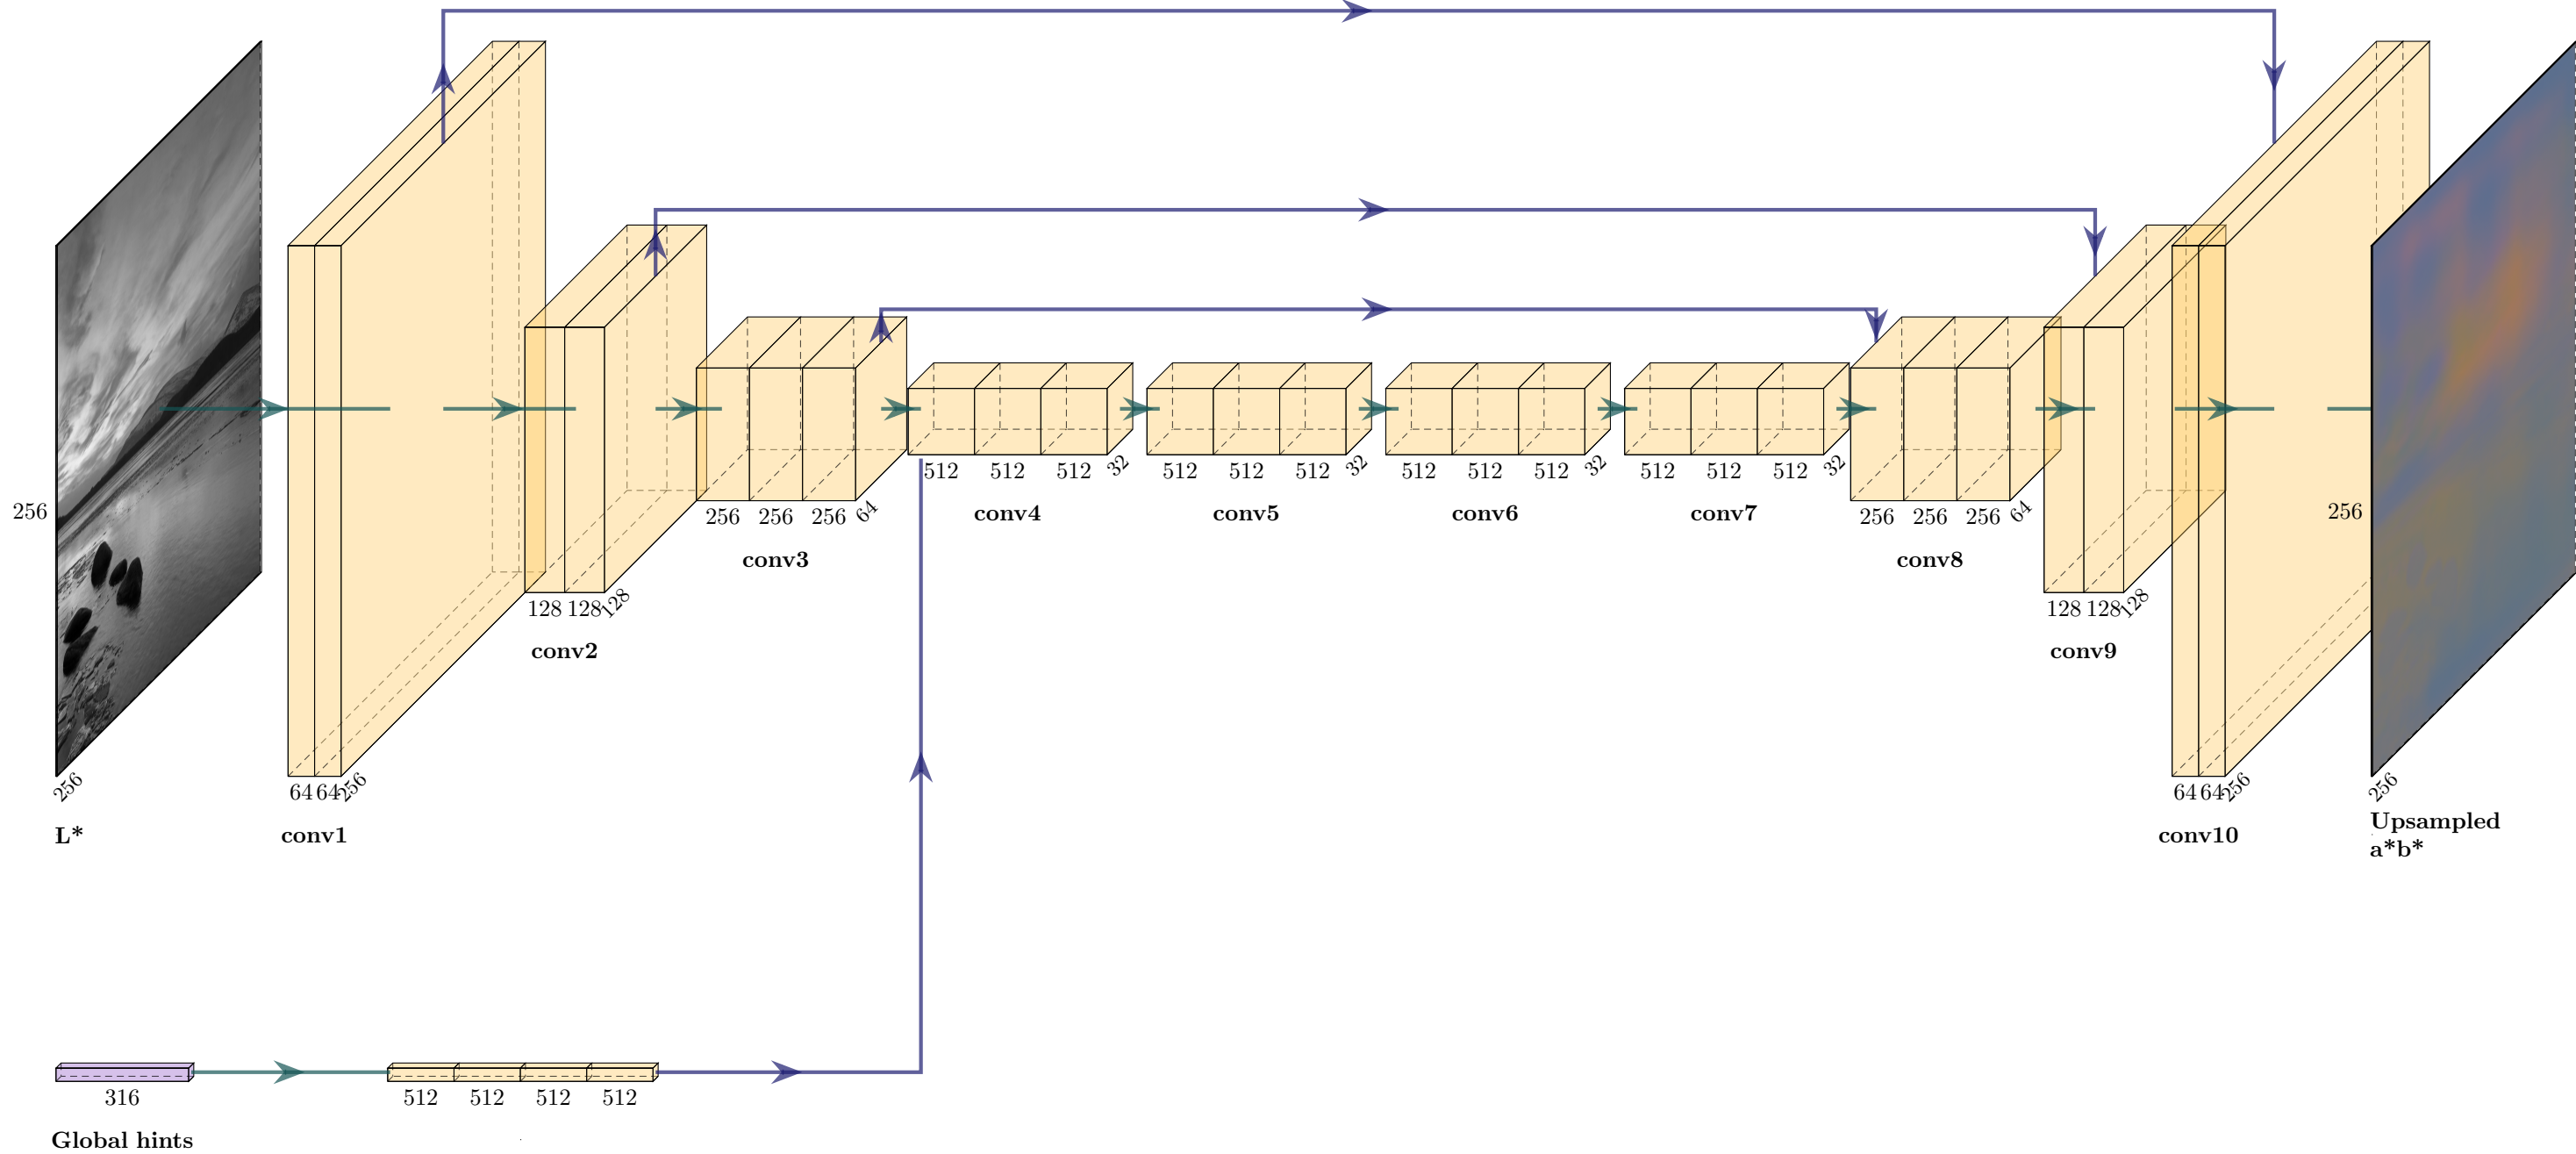 256
256
L*
64 64 256
conv1
128 128 128
conv2
256 256 256 64
conv3
512 512 512 32
conv4
512 512 512 32
conv5
512 512 512 32
conv6
512 512 512 32
conv7
256 256 256 64
conv8
128 128 128
conv9
64 64 256
conv10
256
256
Upsampled
a*b*
316
Global hints
512 512 512 512